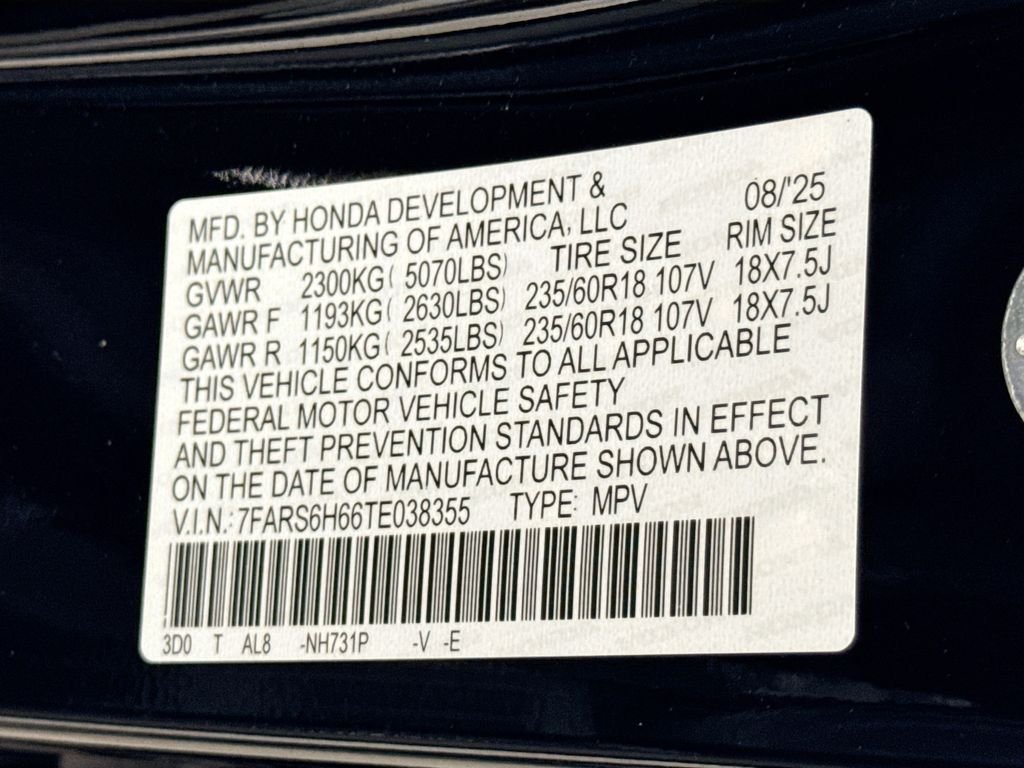 MFD. BY HONDA DEVELOPMENT & 08/'25
MANUFACTURING OF AMERICA, LLC
TIRE SIZE RIM SIZE
GVWR 2300KG( 5070LBS)
GAWR F 1193KG( 2630LBS) 235/60R18 107V 18X7.5J
GAWR R 1150KG( 2535LBS) 235/60R18 107V 18X7.5J
THIS VEHICLE CONFORMS TO ALL APPLICABLE
FEDERAL MOTOR VEHICLE SAFETY
AND THEFT PREVENTION STANDARDS IN EFFECT
ON THE DATE OF MANUFACTURE SHOWN ABOVE.
V.I.N.: 7FARS6H66TE038355 TYPE: MPV
3D0 T AL8 -NH731P -V -E